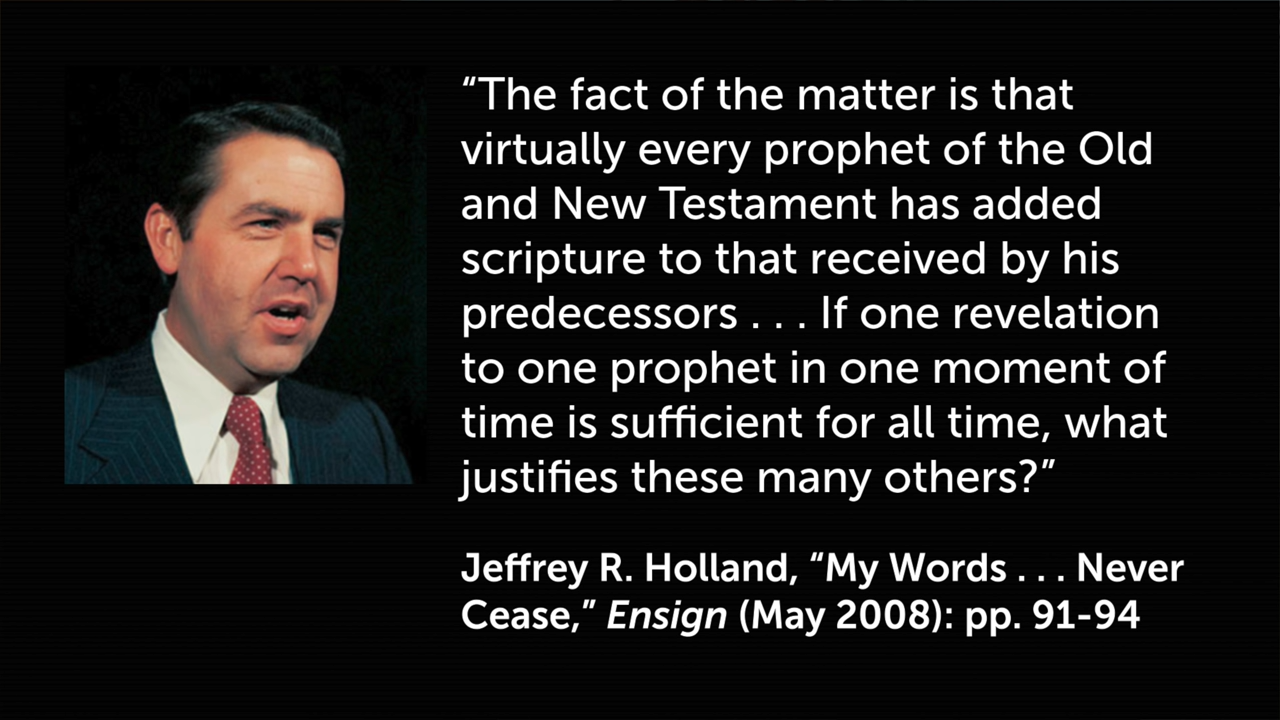 “The fact of the matter is that
virtually every prophet of the Old
and New Testament has added
scripture to that received by his
predecessors . . . If one revelation
to one prophet in one moment of
time is sufficient for all time, what
justifies these many others?”
Jeffrey R. Holland, “My Words . . . Never
Cease,” Ensign (May 2008): pp. 91-94